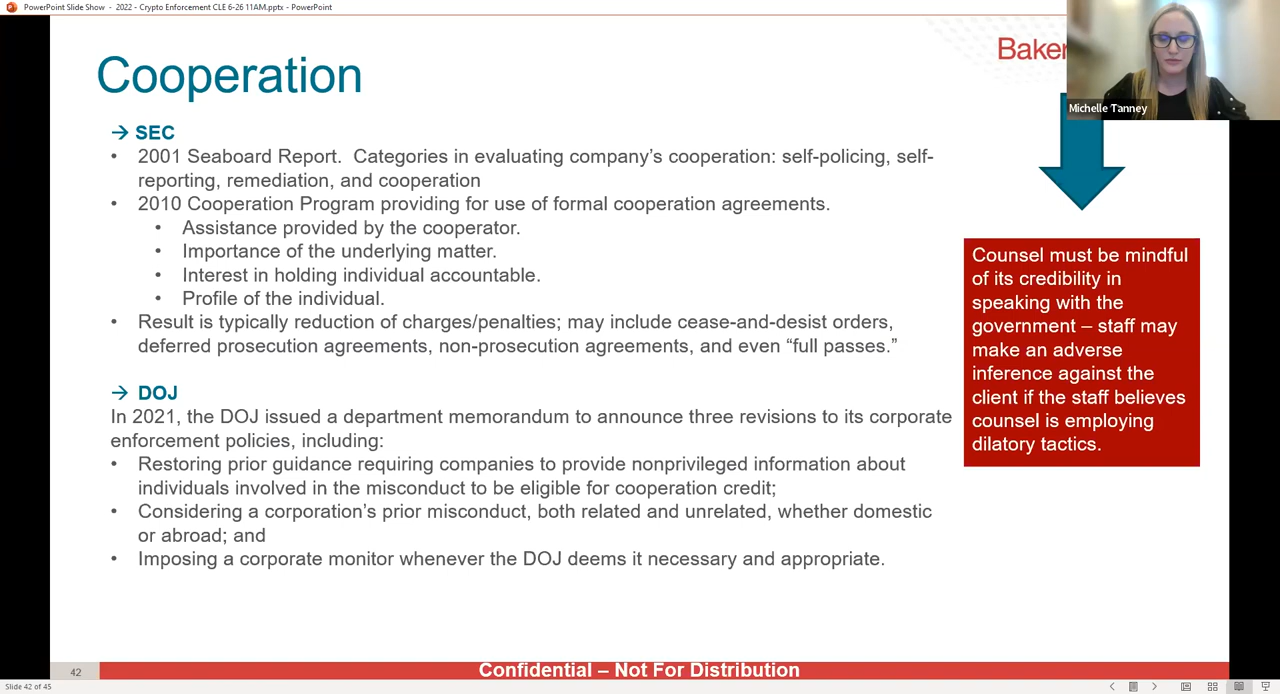 PowerPoint Slide Show - 2022 - Crypto Enforcement CLE 6-26 11AM.pptx - PowerPoint
Baker
Michelle Tanney
Cooperation
→ SEC
• 2001 Seaboard Report. Categories in evaluating company’s cooperation: self-policing, self-
reporting, remediation, and cooperation
• 2010 Cooperation Program providing for use of formal cooperation agreements.
• Assistance provided by the cooperator.
• Importance of the underlying matter.
• Interest in holding individual accountable.
• Profile of the individual.
• Result is typically reduction of charges/penalties; may include cease-and-desist orders,
deferred prosecution agreements, non-prosecution agreements, and even “full passes.”
→ DOJ
In 2021, the DOJ issued a department memorandum to announce three revisions to its corporate
enforcement policies, including:
• Restoring prior guidance requiring companies to provide nonprivileged information about
individuals involved in the misconduct to be eligible for cooperation credit;
• Considering a corporation’s prior misconduct, both related and unrelated, whether domestic
or abroad; and
• Imposing a corporate monitor whenever the DOJ deems it necessary and appropriate.
Counsel must be mindful
of its credibility in
speaking with the
government – staff may
make an adverse
inference against the
client if the staff believes
counsel is employing
dilatory tactics.
42
Confidential – Not For Distribution
Slide 42 of 45